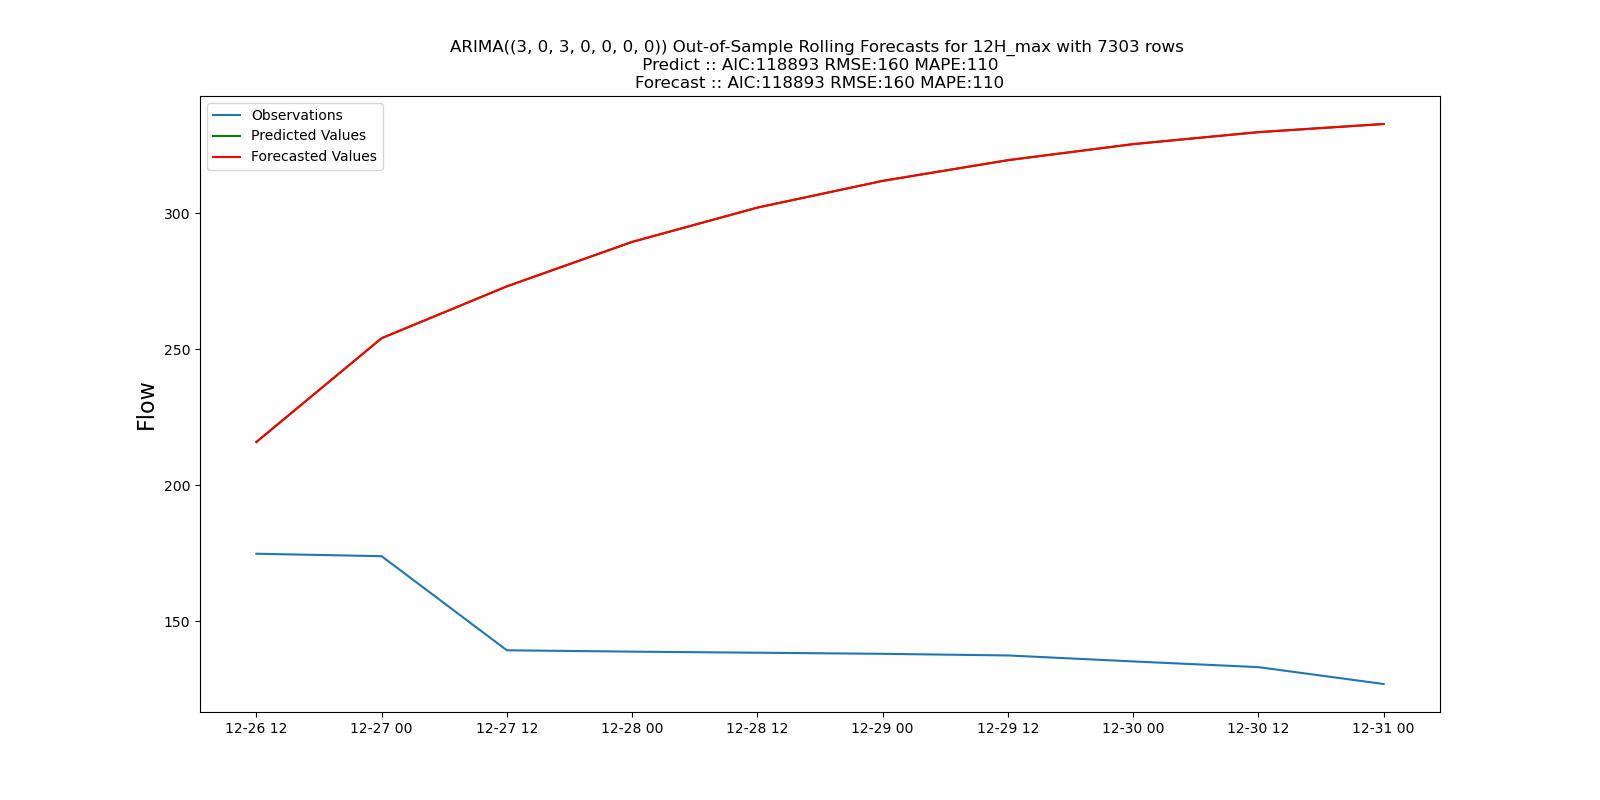 ARIMA((3, 0, 3, 0, 0, 0, 0)) Out-of-Sample Rolling Forecasts for 12H_max with 7303 rows
Predict :: AIC:118893 RMSE:160 MAPE:110
Forecast :: AIC:118893 RMSE:160 MAPE:110
Observations
Predicted Values
Forecasted Values
300
250
200
150
Flow
12-26 12
12-27 00
12-27 12
12-28 00
12-28 12
12-29 00
12-29 12
12-30 00
12-30 12
12-31 00